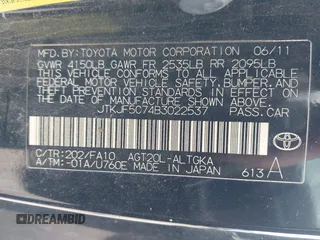 MFD. BY: TOYOTA MOTOR CORPORATION 06/11
GVWR 4150LB GAWR FR 2535LB RR 2095LB
THIS VEHICLE CONFORMS TO ALL APPLICABLE
FEDERAL MOTOR VEHICLE SAFETY, BUMPER, AND
THEFT PREVENTION STANDARDS IN EFFECT ON
THE DATE OF MANUFACTURE SHOWN ABOVE.
JTKJF5C74B3022537 PASS.CAR
C/TR:202/FA10 AGT20L-ALTGKA
A/TM:-01A/U760E MADE IN JAPAN 613 A
TOYOTA